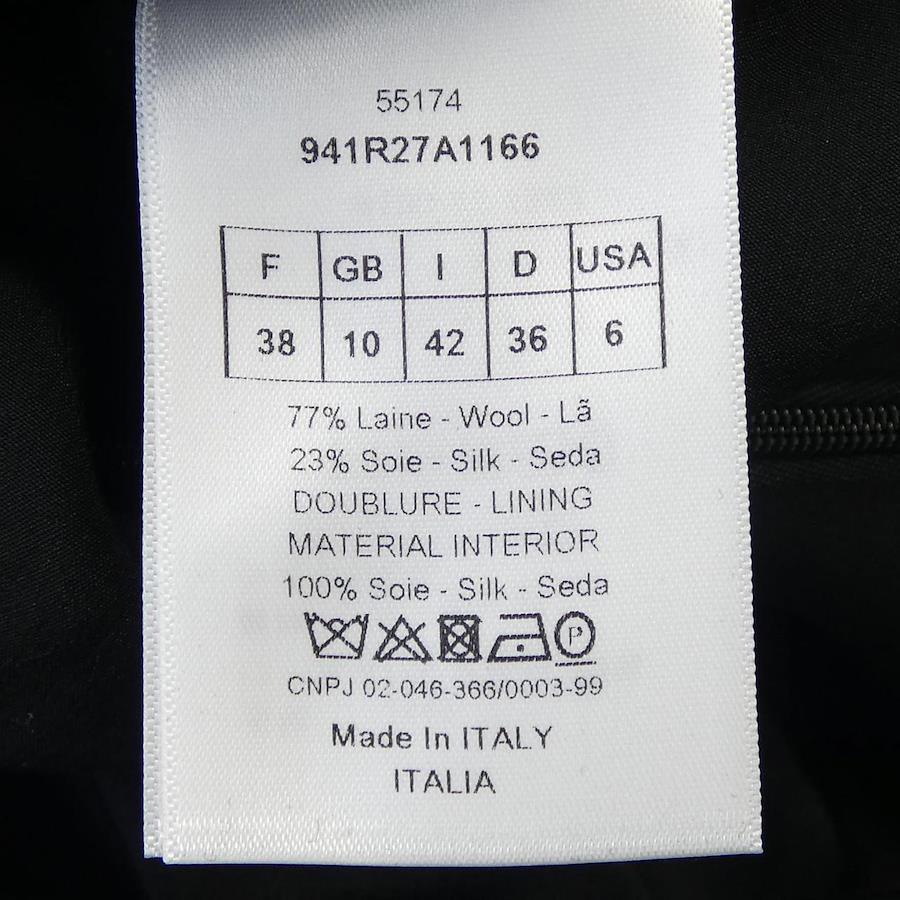 55174
941R27A1166
F GB I D USA
38 10 42 36 6
77% Laine - Wool - Lã
23% Soie - Silk - Seda
DOUBLURE - LINING
MATERIAL INTERIOR
100% Soie - Silk - Seda
P
CNPJ 02-046-366/0003-99
Made In ITALY
ITALIA